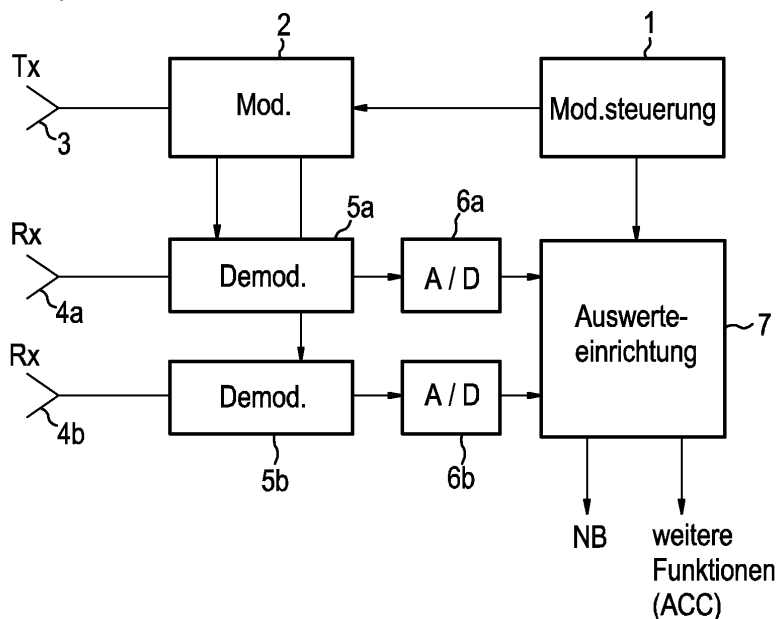 2
1
Tx
Mod.
Mod.steuerung
3
5a
6a
Rx
Demod.
A / D
4a
Auswerte-
einrichtung
7
Rx
Demod.
A / D
4b
5b
6b
NB
weitere
Funktionen
(ACC)